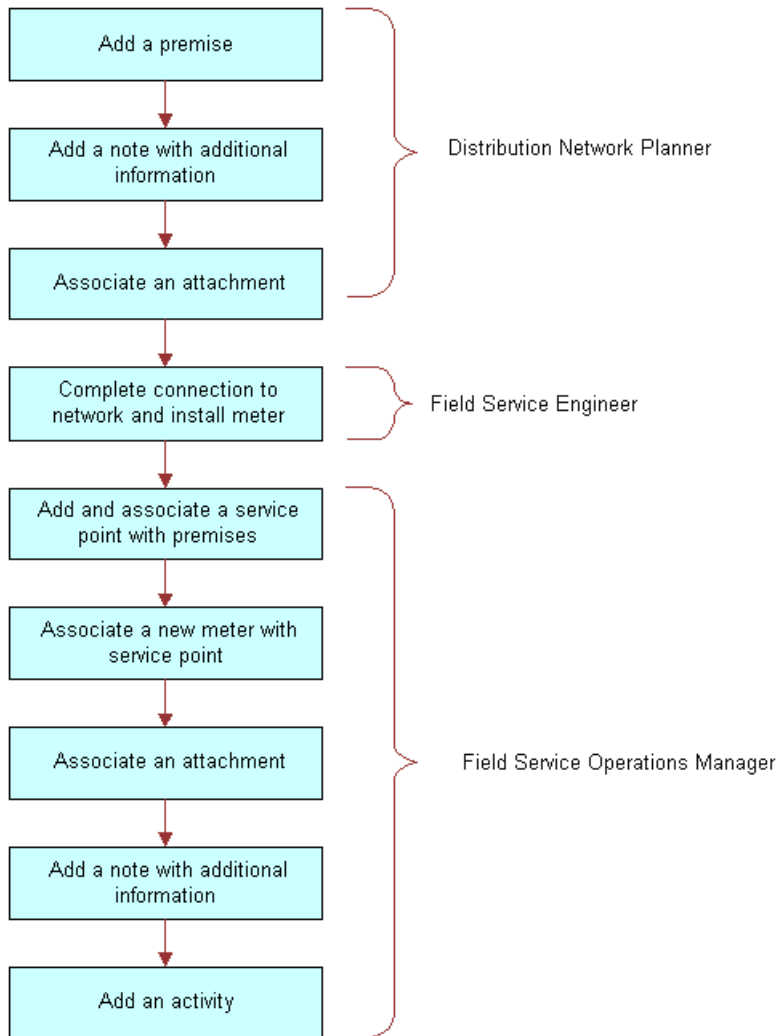 Add a premise
Add a note with additional
information
Distribution Network Planner
Associate an attachment
Complete connection to
network and install meter
Field Service Engineer
Add and associate a service
point with premises
Associate a new meter with
service point
Associate an attachment
Field Service Operations Manager
Add a note with additional
information
Add an activity